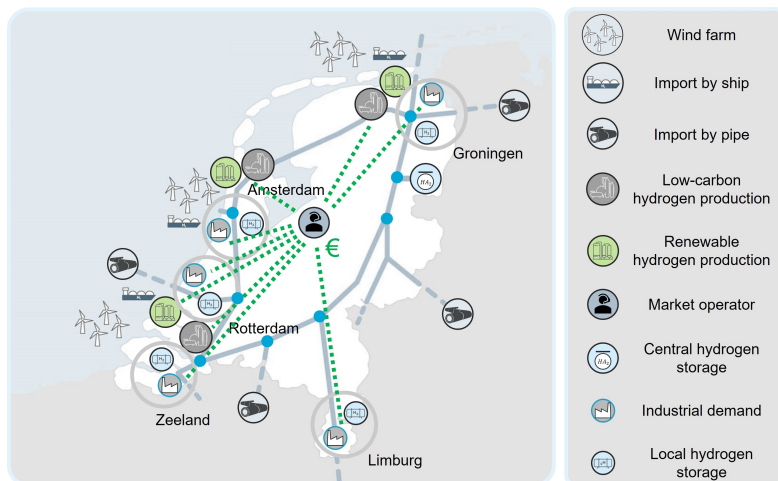 Groningen
Amsterdam
€
Rotterdam
Zeeland
Limburg
Wind farm
Import by ship
Import by pipe
Low-carbon
hydrogen production
Renewable
hydrogen production
Market operator
Central hydrogen
storage
Industrial demand
Local hydrogen
storage